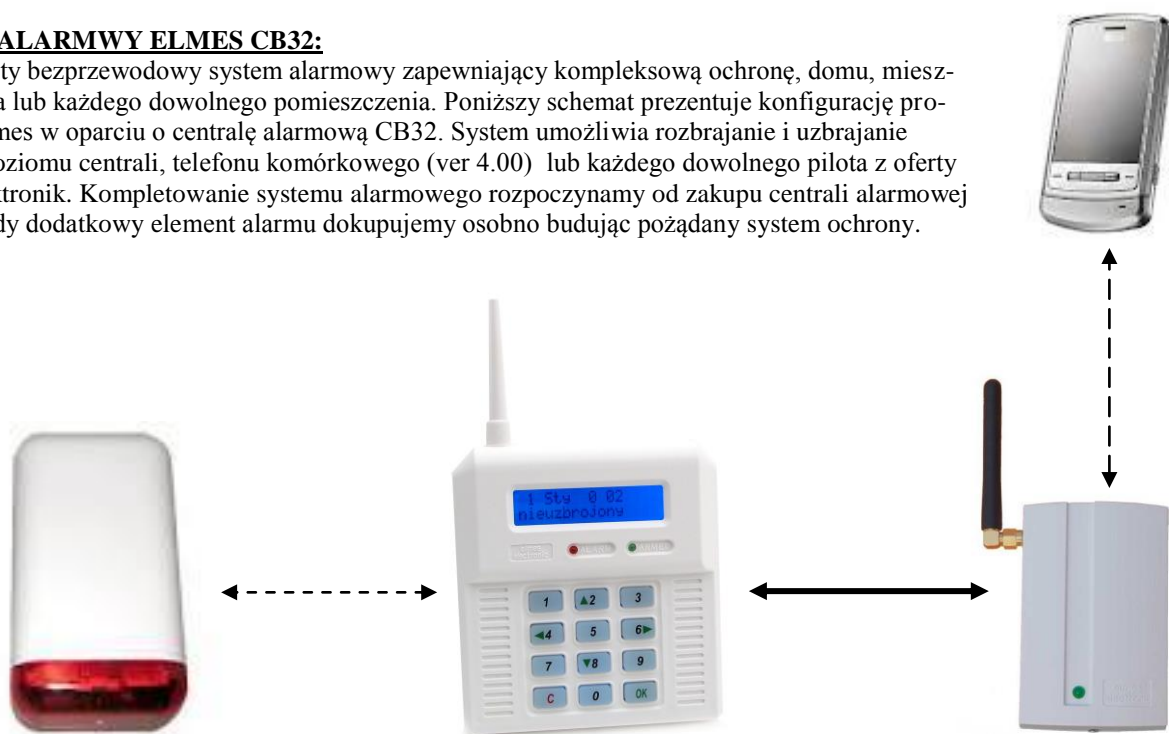 ALARMWY ELMES CB32:
ty bezprzewodowy system alarmowy zapewniający kompleksową ochronę, domu, miesz-
a lub każdego dowolnego pomieszczenia. Poniższy schemat prezentuje konfigurację pro-
mes w oparciu o centralę alarmową CB32. System umożliwia rozbrajanie i uzbrajanie
oziomu centrali, telefonu komórkowego (ver 4.00) lub każdego dowolnego pilota z oferty
ktronik. Kompletowanie systemu alarmowego rozpoczynamy od zakupu centrali alarmowej
dy dodatkowy element alarmu dokupujemy osobno budując pożądany system ochrony.
1 Sty 0 02
nieuzbrojony
1 ▲2 3
◄4 5 6►
7 ▼8 9
C 0 OK